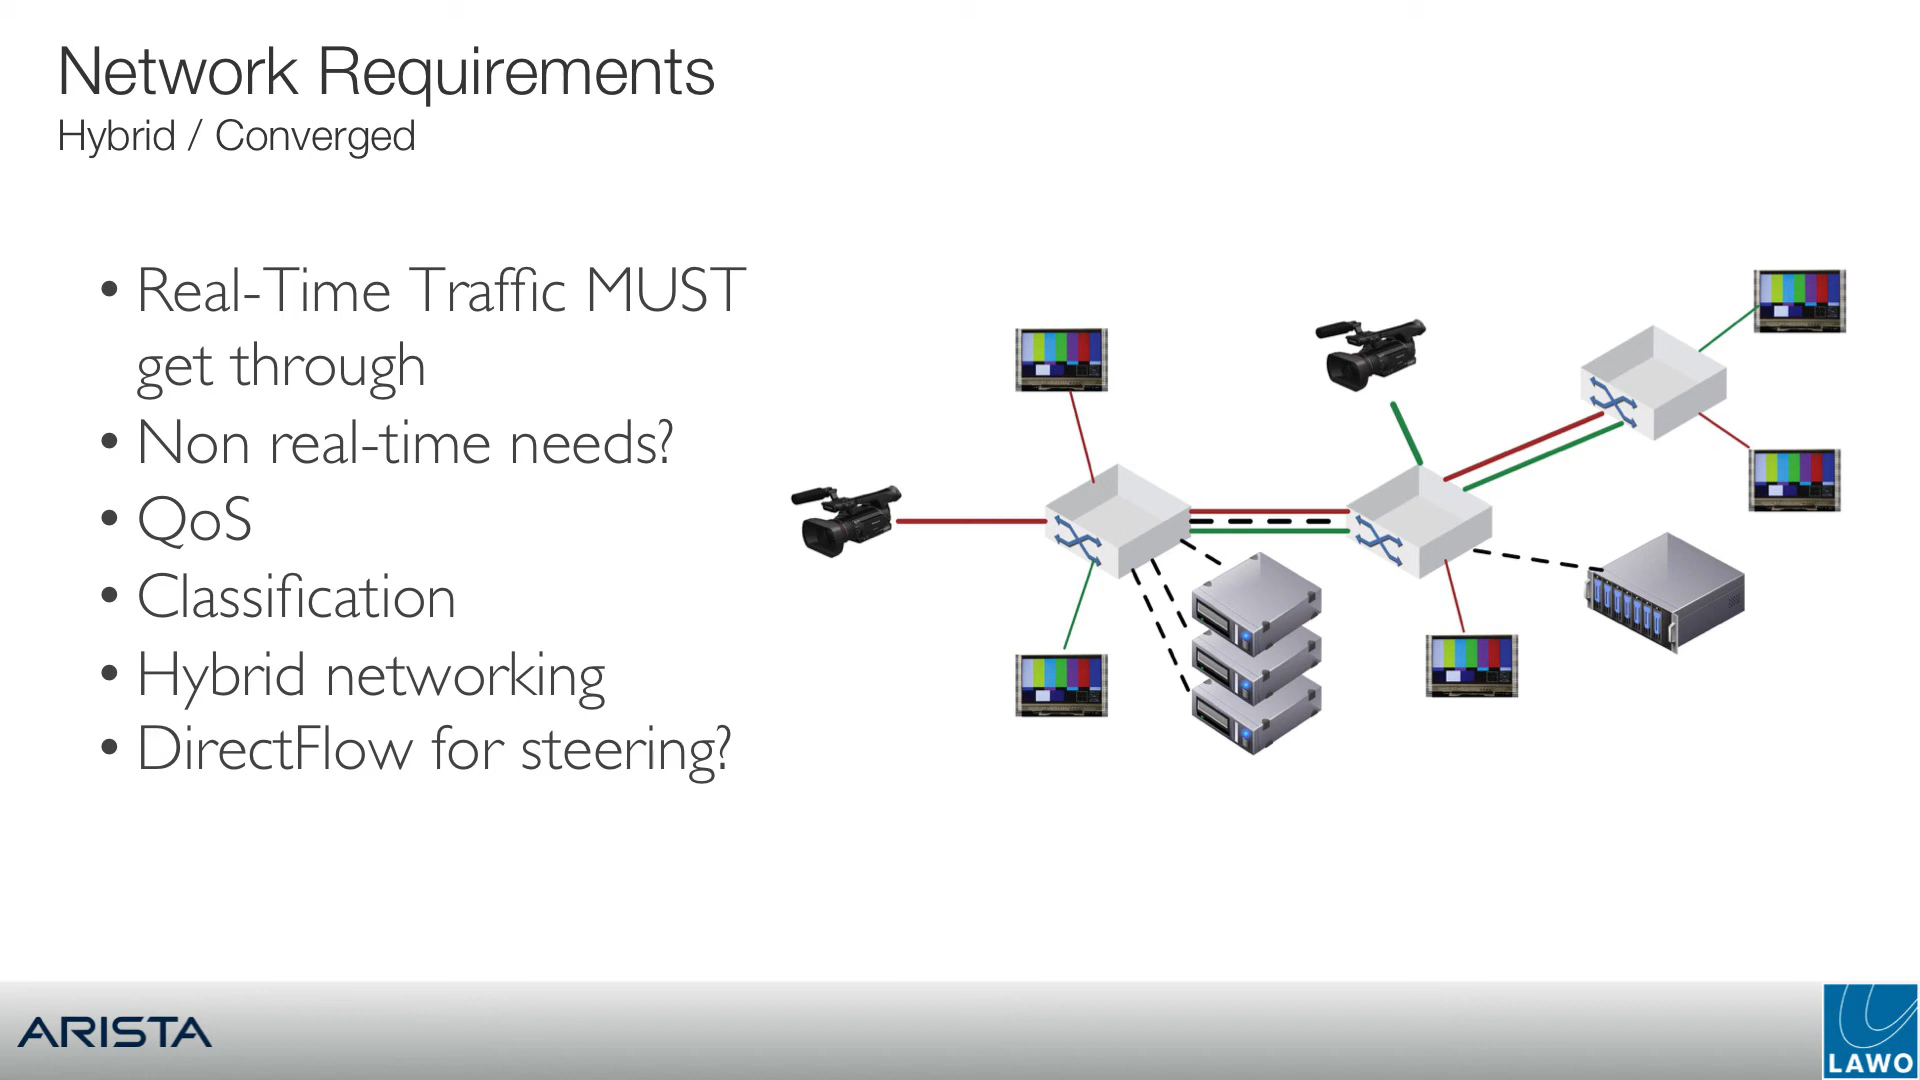 Network Requirements
Hybrid / Converged
• Real-Time Traffic MUST
get through
• Non real-time needs?
• QoS
• Classification
• Hybrid networking
• DirectFlow for steering?
ARISTA
LAWO